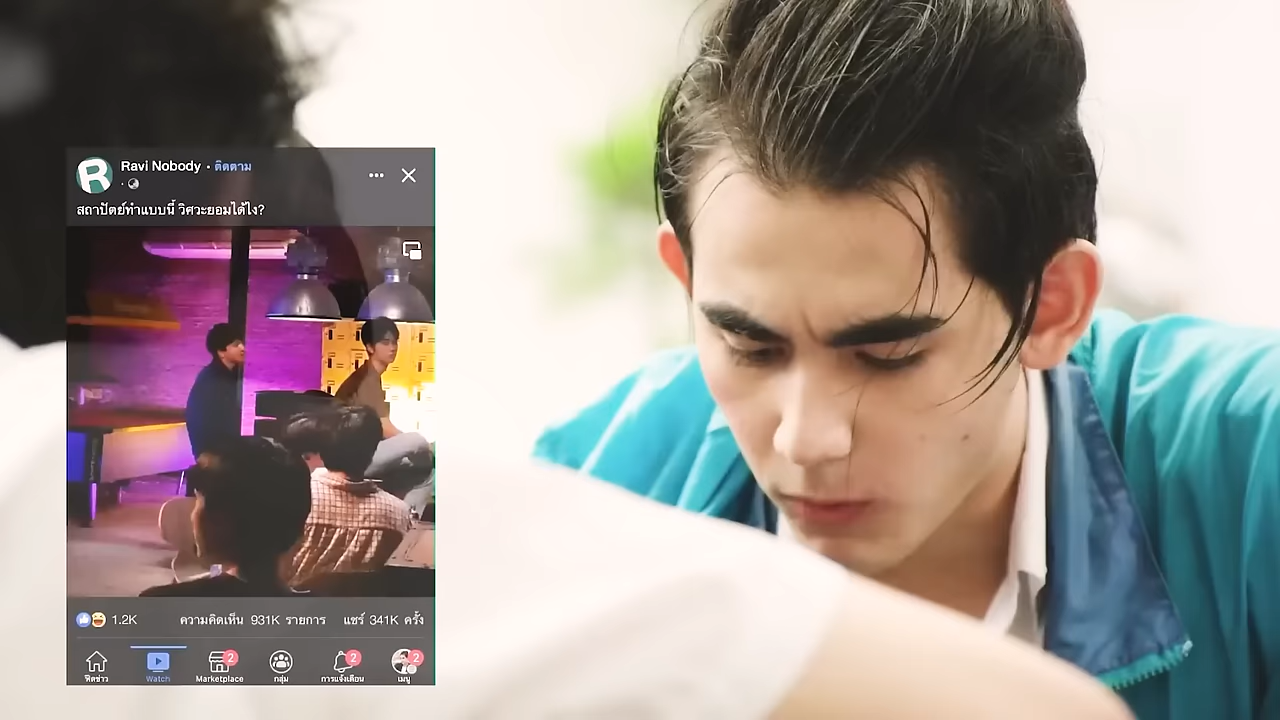 R
Ravi Nobody · ติดตาม
สถาปัตย์ทำแบบนี้ วิศวะยอมได้ไง?
1.2K ความคิดเห็น 931K รายการ แชร์ 341K ครั้ง
2 2 2
ฟีดข่าว Watch Marketplace กลุ่ม การแจ้งเตือน เมนู